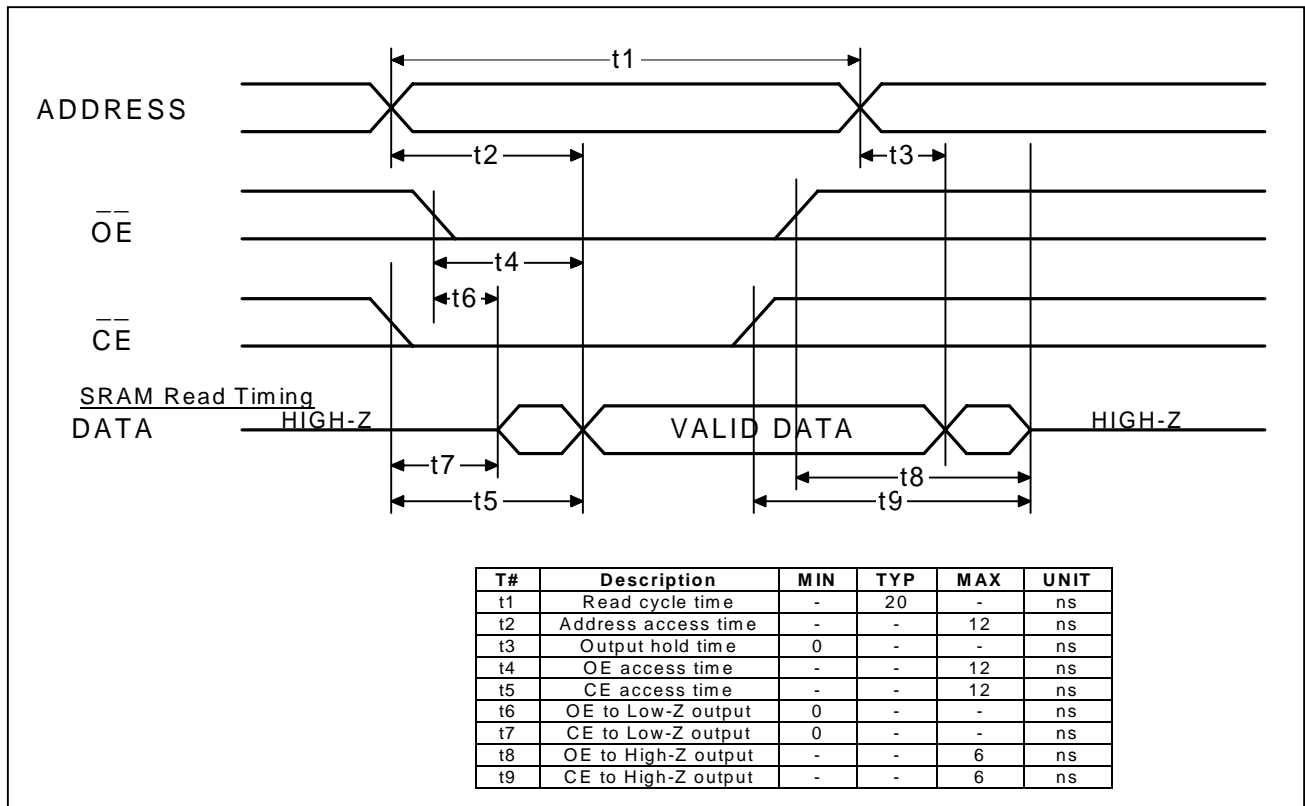 t1
ADDRESS
t2
t3
OE
t4
t6
CE
SRAM Read Timing
DATA
HIGH-Z
VALID DATA
HIGH-Z
t7
t8
t5
t9
T# Description MIN TYP MAX UNIT
t1 Read cycle time - 20 - ns
t2 Address access time - - 12 ns
t3 Output hold time 0 - - ns
t4 OE access time - - 12 ns
t5 CE access time - - 12 ns
t6 OE to Low-Z output 0 - - ns
t7 CE to Low-Z output 0 - - ns
t8 OE to High-Z output - - 6 ns
t9 CE to High-Z output - - 6 ns